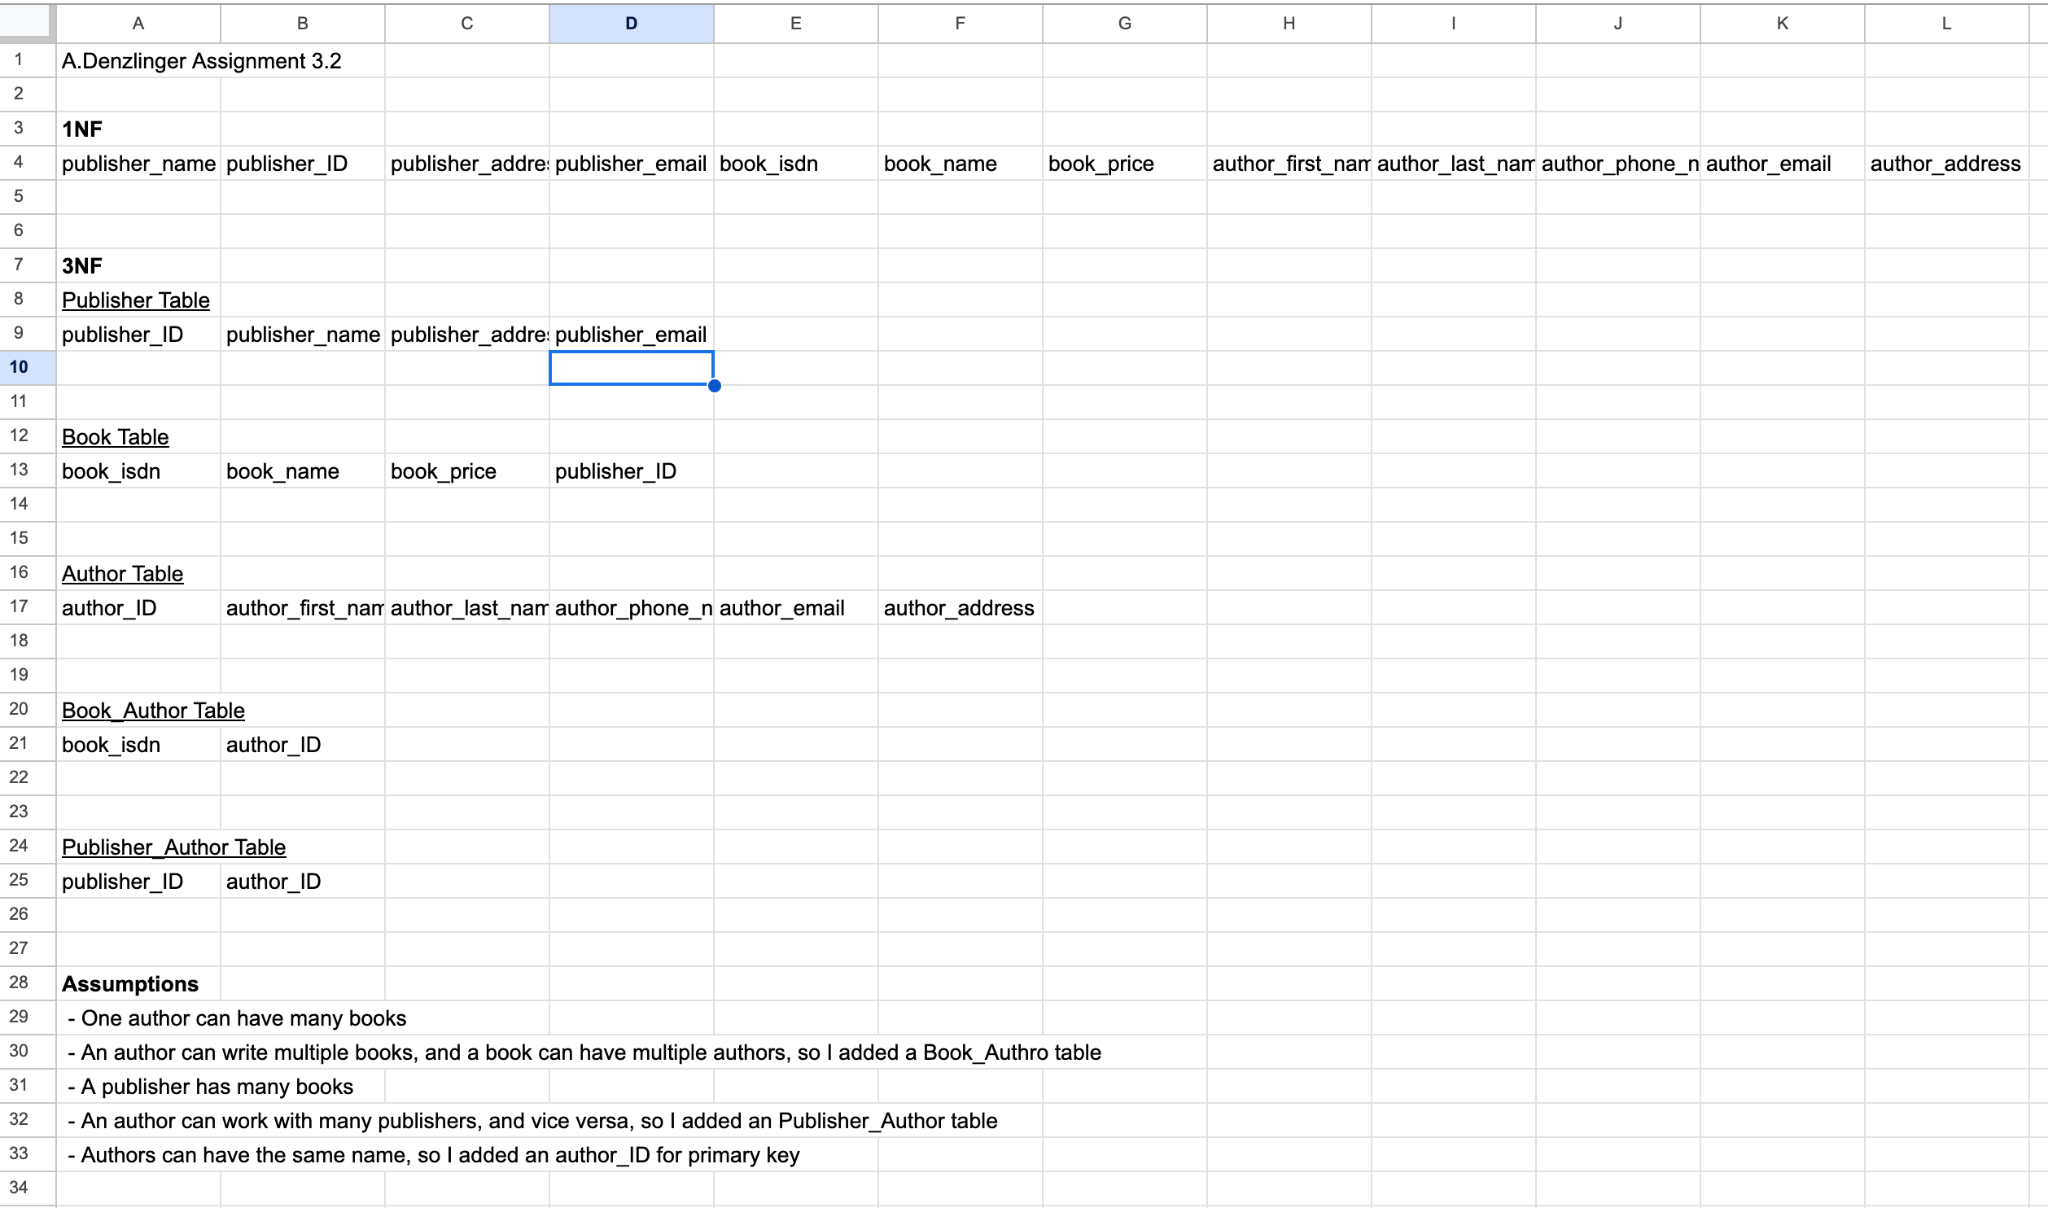 A B C D E F G H I J K L
1 A.Denzlinger Assignment 3.2
2
3 1NF
4 publisher_name publisher_ID publisher_addre publisher_email book_isdn book_name book_price author_first_nam author_last_nam author_phone_n author_email author_address
5
6
7 3NF
8 Publisher Table
9 publisher_ID publisher_name publisher_addre publisher_email
10
11
12 Book Table
13 book_isdn book_name book_price publisher_ID
14
15
16 Author Table
17 author_ID author_first_nam author_last_nam author_phone_n author_email author_address
18
19
20 Book_Author Table
21 book_isdn author_ID
22
23
24 Publisher_Author Table
25 publisher_ID author_ID
26
27
28 Assumptions
29 - One author can have many books
30 - An author can write multiple books, and a book can have multiple authors, so I added a Book_Authro table
31 - A publisher has many books
32 - An author can work with many publishers, and vice versa, so I added an Publisher_Author table
33 - Authors can have the same name, so I added an author_ID for primary key
34